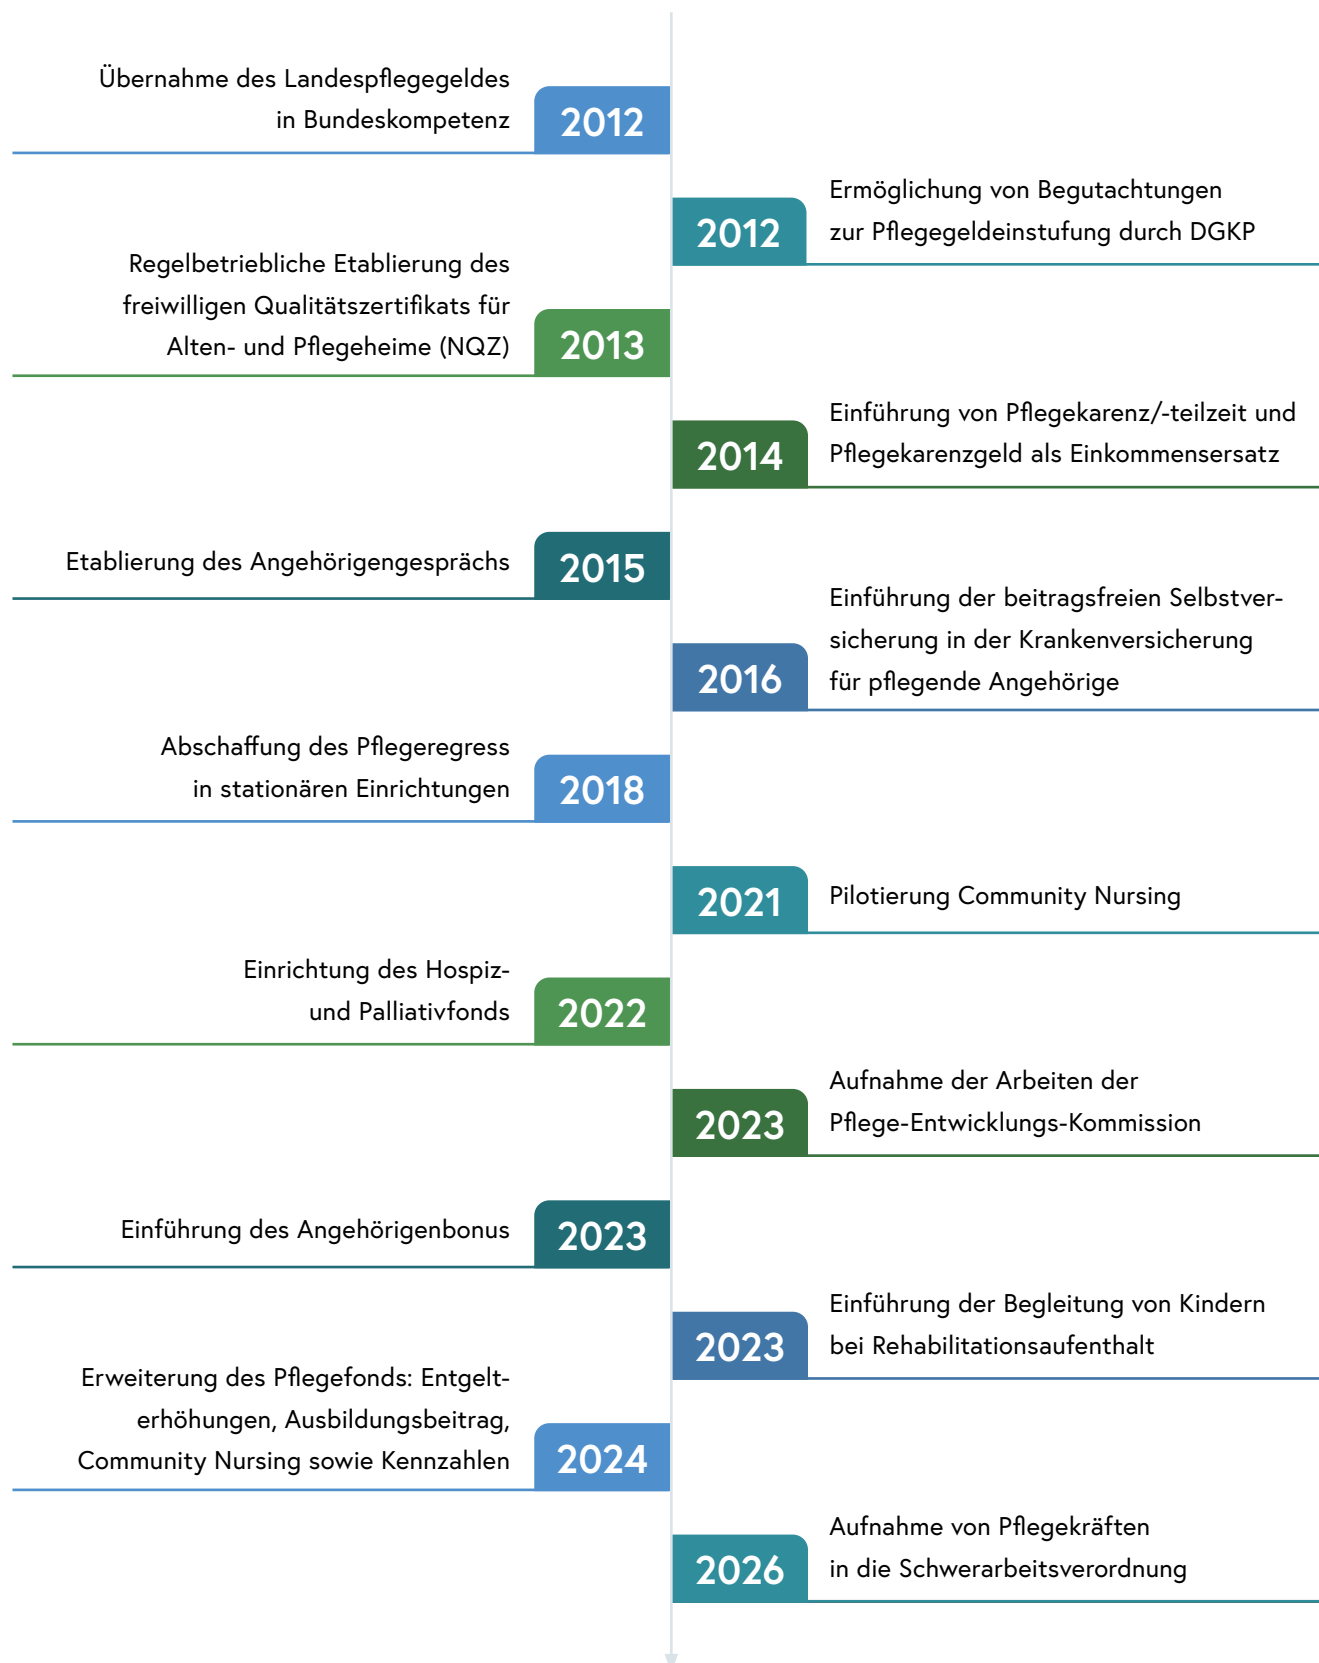 Übernahme des Landespflegegeldes
in Bundeskompetenz
2012
Ermöglichung von Begutachtungen
zur Pflegegeldeinstufung durch DGKP
2012
Regelbetriebliche Etablierung des
freiwilligen Qualitätszertifikats für
Alten- und Pflegeheime (NQZ)
2013
Einführung von Pflegekarenz/-teilzeit und
Pflegekarenzgeld als Einkommensersatz
2014
Etablierung des Angehörigengesprächs
2015
Einführung der beitragsfreien Selbstver-
sicherung in der Krankenversicherung
für pflegende Angehörige
2016
Abschaffung des Pflegeregress
in stationären Einrichtungen
2018
Pilotierung Community Nursing
2021
Einrichtung des Hospiz-
und Palliativfonds
2022
Aufnahme der Arbeiten der
Pflege-Entwicklungs-Kommission
2023
Einführung des Angehörigenbonus
2023
Einführung der Begleitung von Kindern
bei Rehabilitationsaufenthalt
2023
Erweiterung des Pflegefonds: Entgelt-
erhöhungen, Ausbildungsbeitrag,
Community Nursing sowie Kennzahlen
2024
Aufnahme von Pflegekräften
in die Schwerarbeitsverordnung
2026